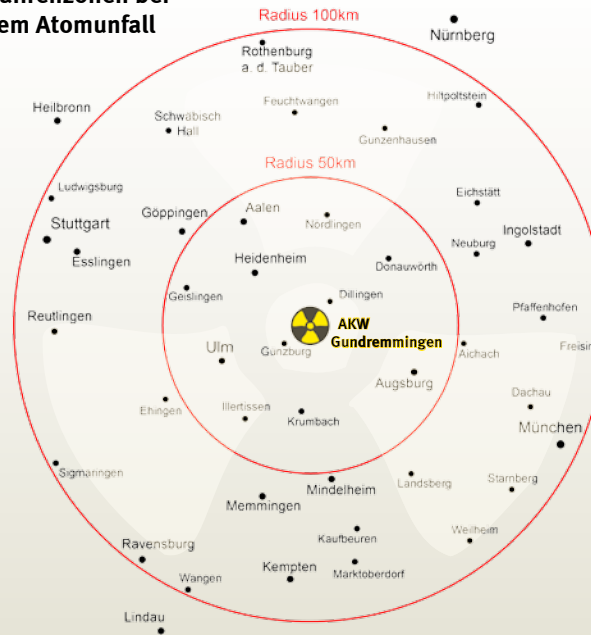 Radius 100km
em Atomunfall
Nürnberg
Rothenburg
a. d. Tauber
Heilbronn
Feuchtwangen
Hiltpoltstein
Schwäbisch
Hall
Gunzenhausen
Radius 50km
Ludwigsburg
Eichstätt
Göppingen
Aalen
Nördlingen
Stuttgart
Ingolstadt
Neuburg
Esslingen
Heidenheim
Donauwörth
Geislingen
Dillingen
Pfaffenhofen
Reutlingen
AKW
Gundremmingen
Ulm
Günzburg
Aichach
Augsburg
Dachau
Ehingen
Illertissen
Krumbach
München
Sigmaringen
Landsberg
Starnberg
Mindelheim
Memmingen
Weilheim
Kaufbeuren
Ravensburg
Kempten
Marktoberdorf
Wangen
Lindau